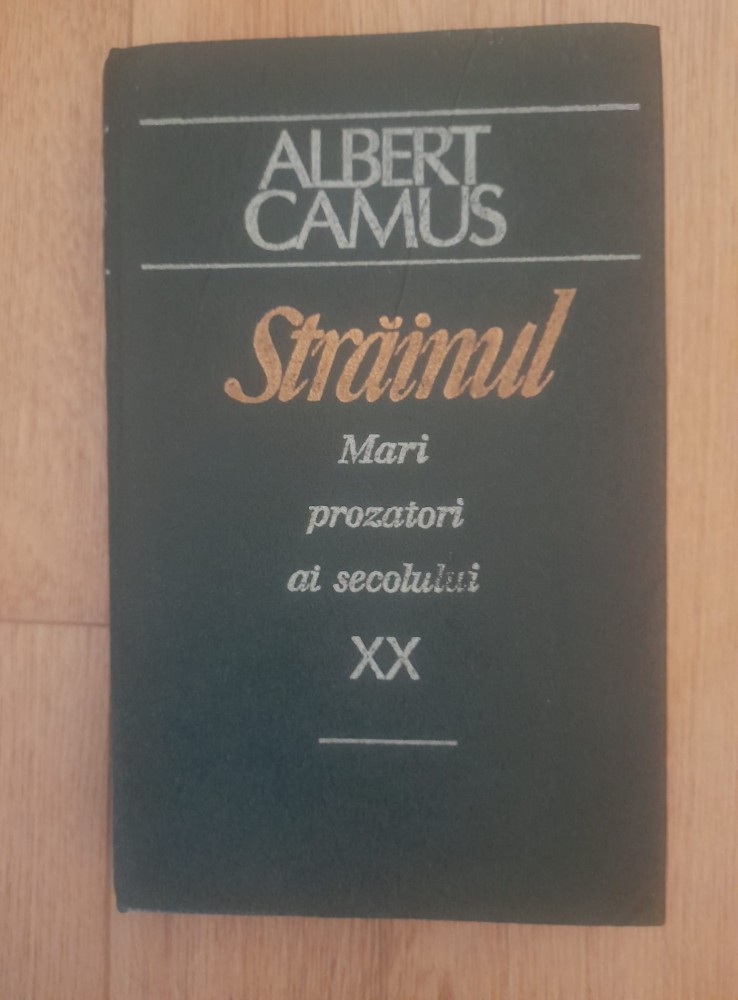 ALBERT
CAMUS
Străinul
Mari
prozatori
ai secolului
XX